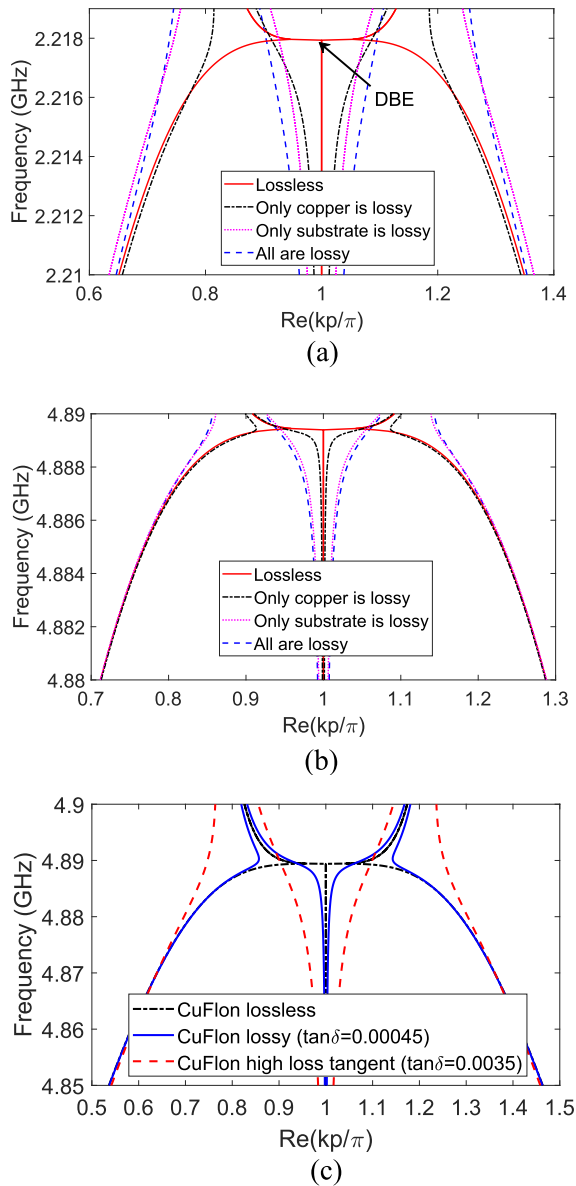 2.218
2.216
2.214
2.212
2.21
Frequency (GHz)
DBE
Lossless
Only copper is lossy
Only substrate is lossy
All are lossy
0.6 0.8 1 1.2 1.4
Re(kp/π)
(a)
4.89
4.888
4.886
4.884
4.882
4.88
Frequency (GHz)
Lossless
Only copper is lossy
Only substrate is lossy
All are lossy
0.7 0.8 0.9 1 1.1 1.2 1.3
Re(kp/π)
(b)
4.9
4.89
4.88
4.87
4.86
4.85
Frequency (GHz)
CuFlon lossless
CuFlon lossy (tanδ=0.00045)
CuFlon high loss tangent (tanδ=0.0035)
0.5 0.6 0.7 0.8 0.9 1 1.1 1.2 1.3 1.4 1.5
Re(kp/π)
(c)